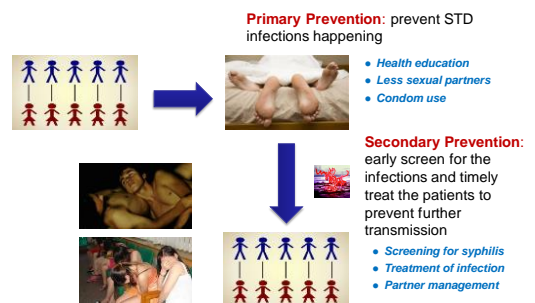 Primary Prevention: prevent STD
infections happening
● Health education
● Less sexual partners
● Condom use
Secondary Prevention:
early screen for the
infections and timely
treat the patients to
prevent further
transmission
● Screening for syphilis
● Treatment of infection
● Partner management